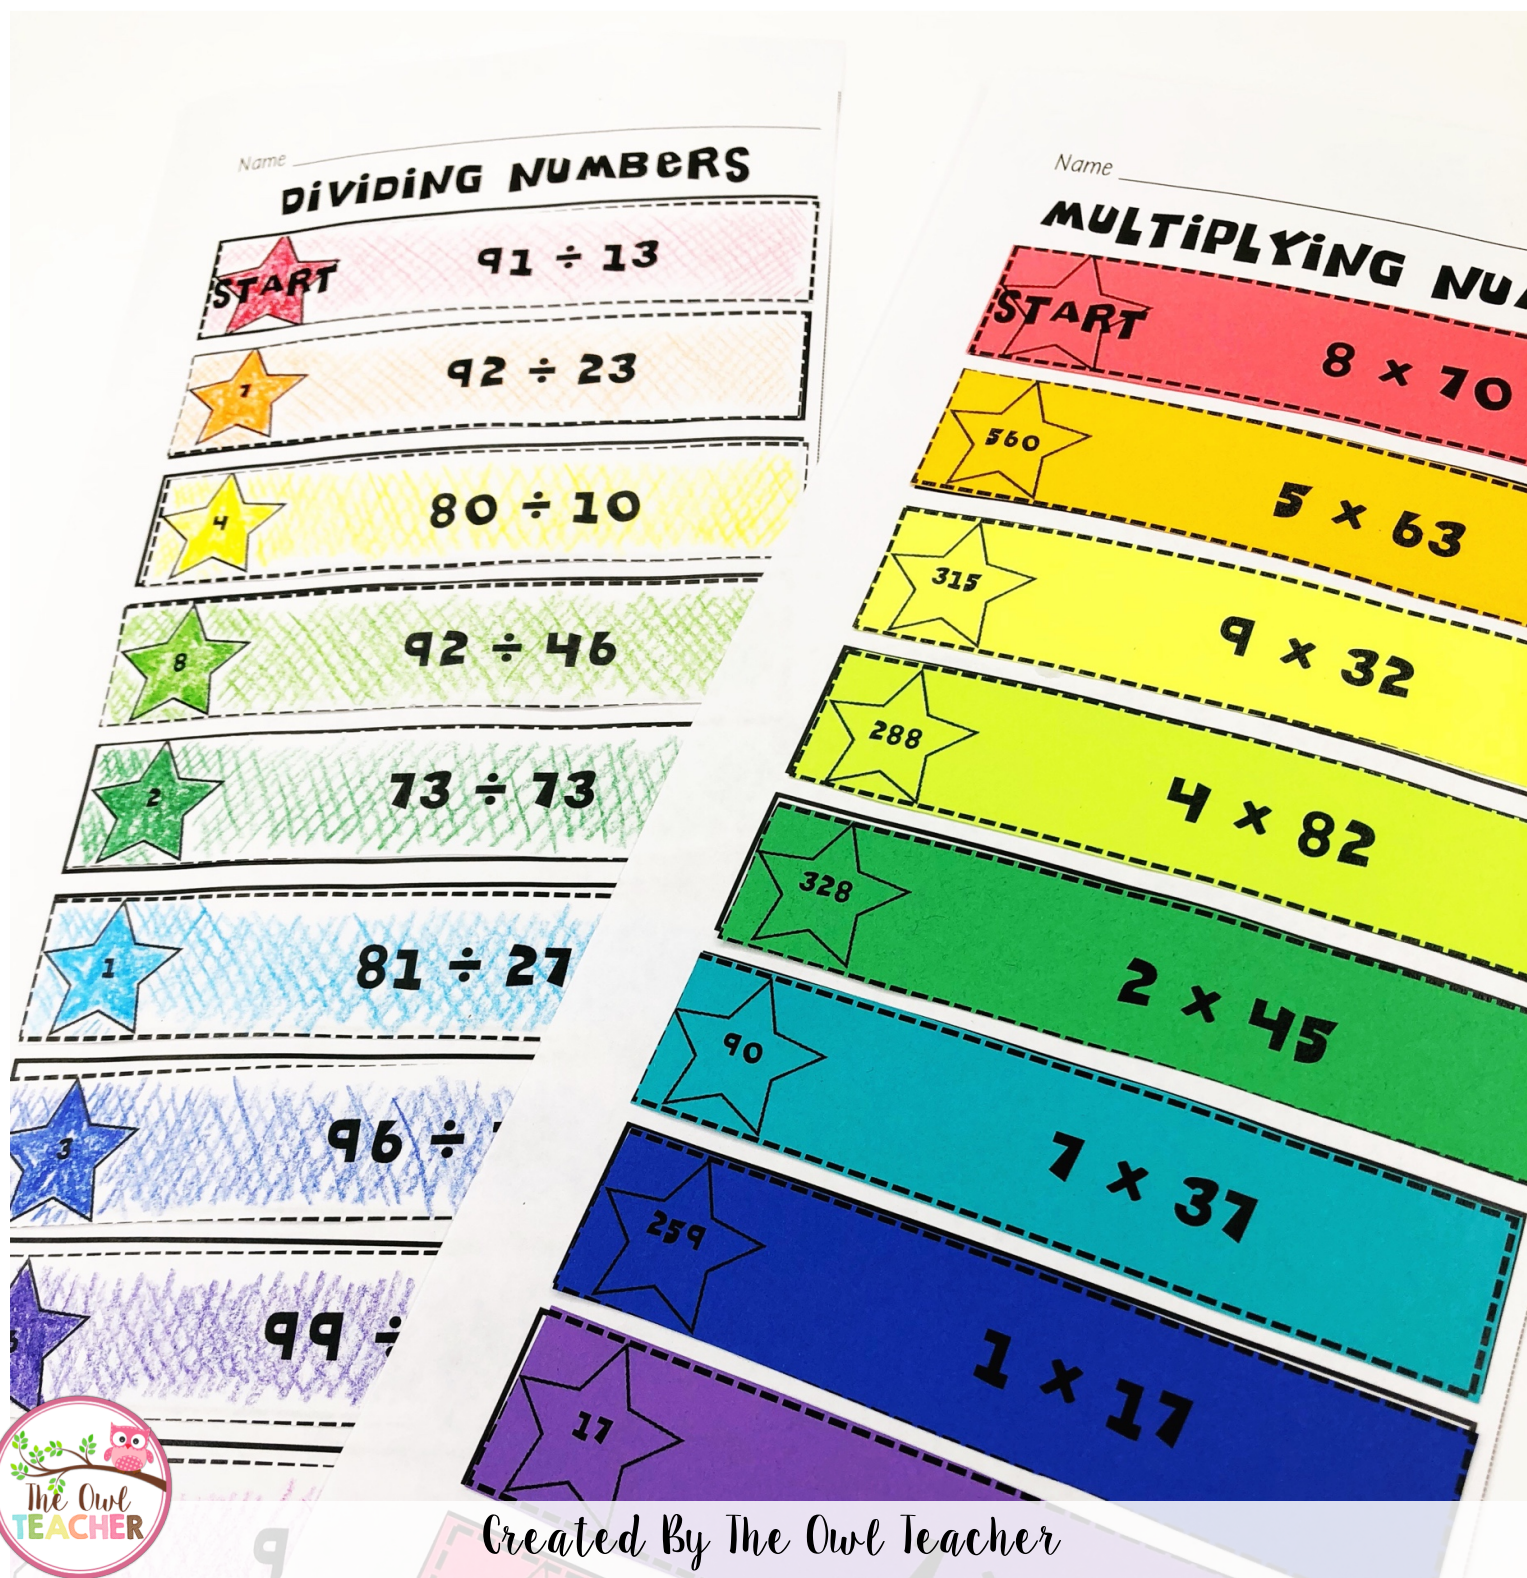 Name
DiViDiNG NUMBeRS
START 91 ÷ 13
7 92 ÷ 23
4 80 ÷ 10
8 92 ÷ 46
2 73 ÷ 73
1 81 ÷ 27
3 96 ÷
99 ÷
9
Name
MULTiPLYiNG NU
START 8 x 70
560 5 x 63
315 9 x 32
288 4 x 82
328 2 x 45
90 7 x 37
259 1 x 17
17
The Owl
TEACHER
Created By The Owl Teacher